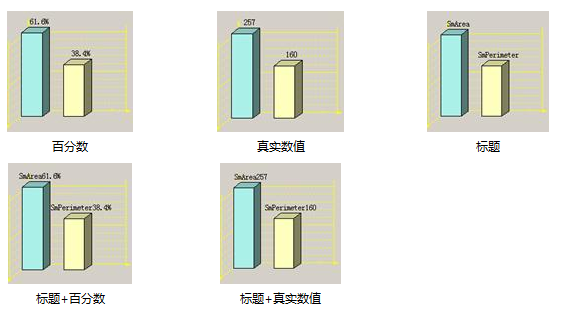 61.6%
38.4%
百分数
257
160
真实数值
SmArea
SmPerimeter
标题
SmArea61.6%
SmPerimeter38.4%
标题+百分数
SmArea257
SmPerimeter160
标题+真实数值